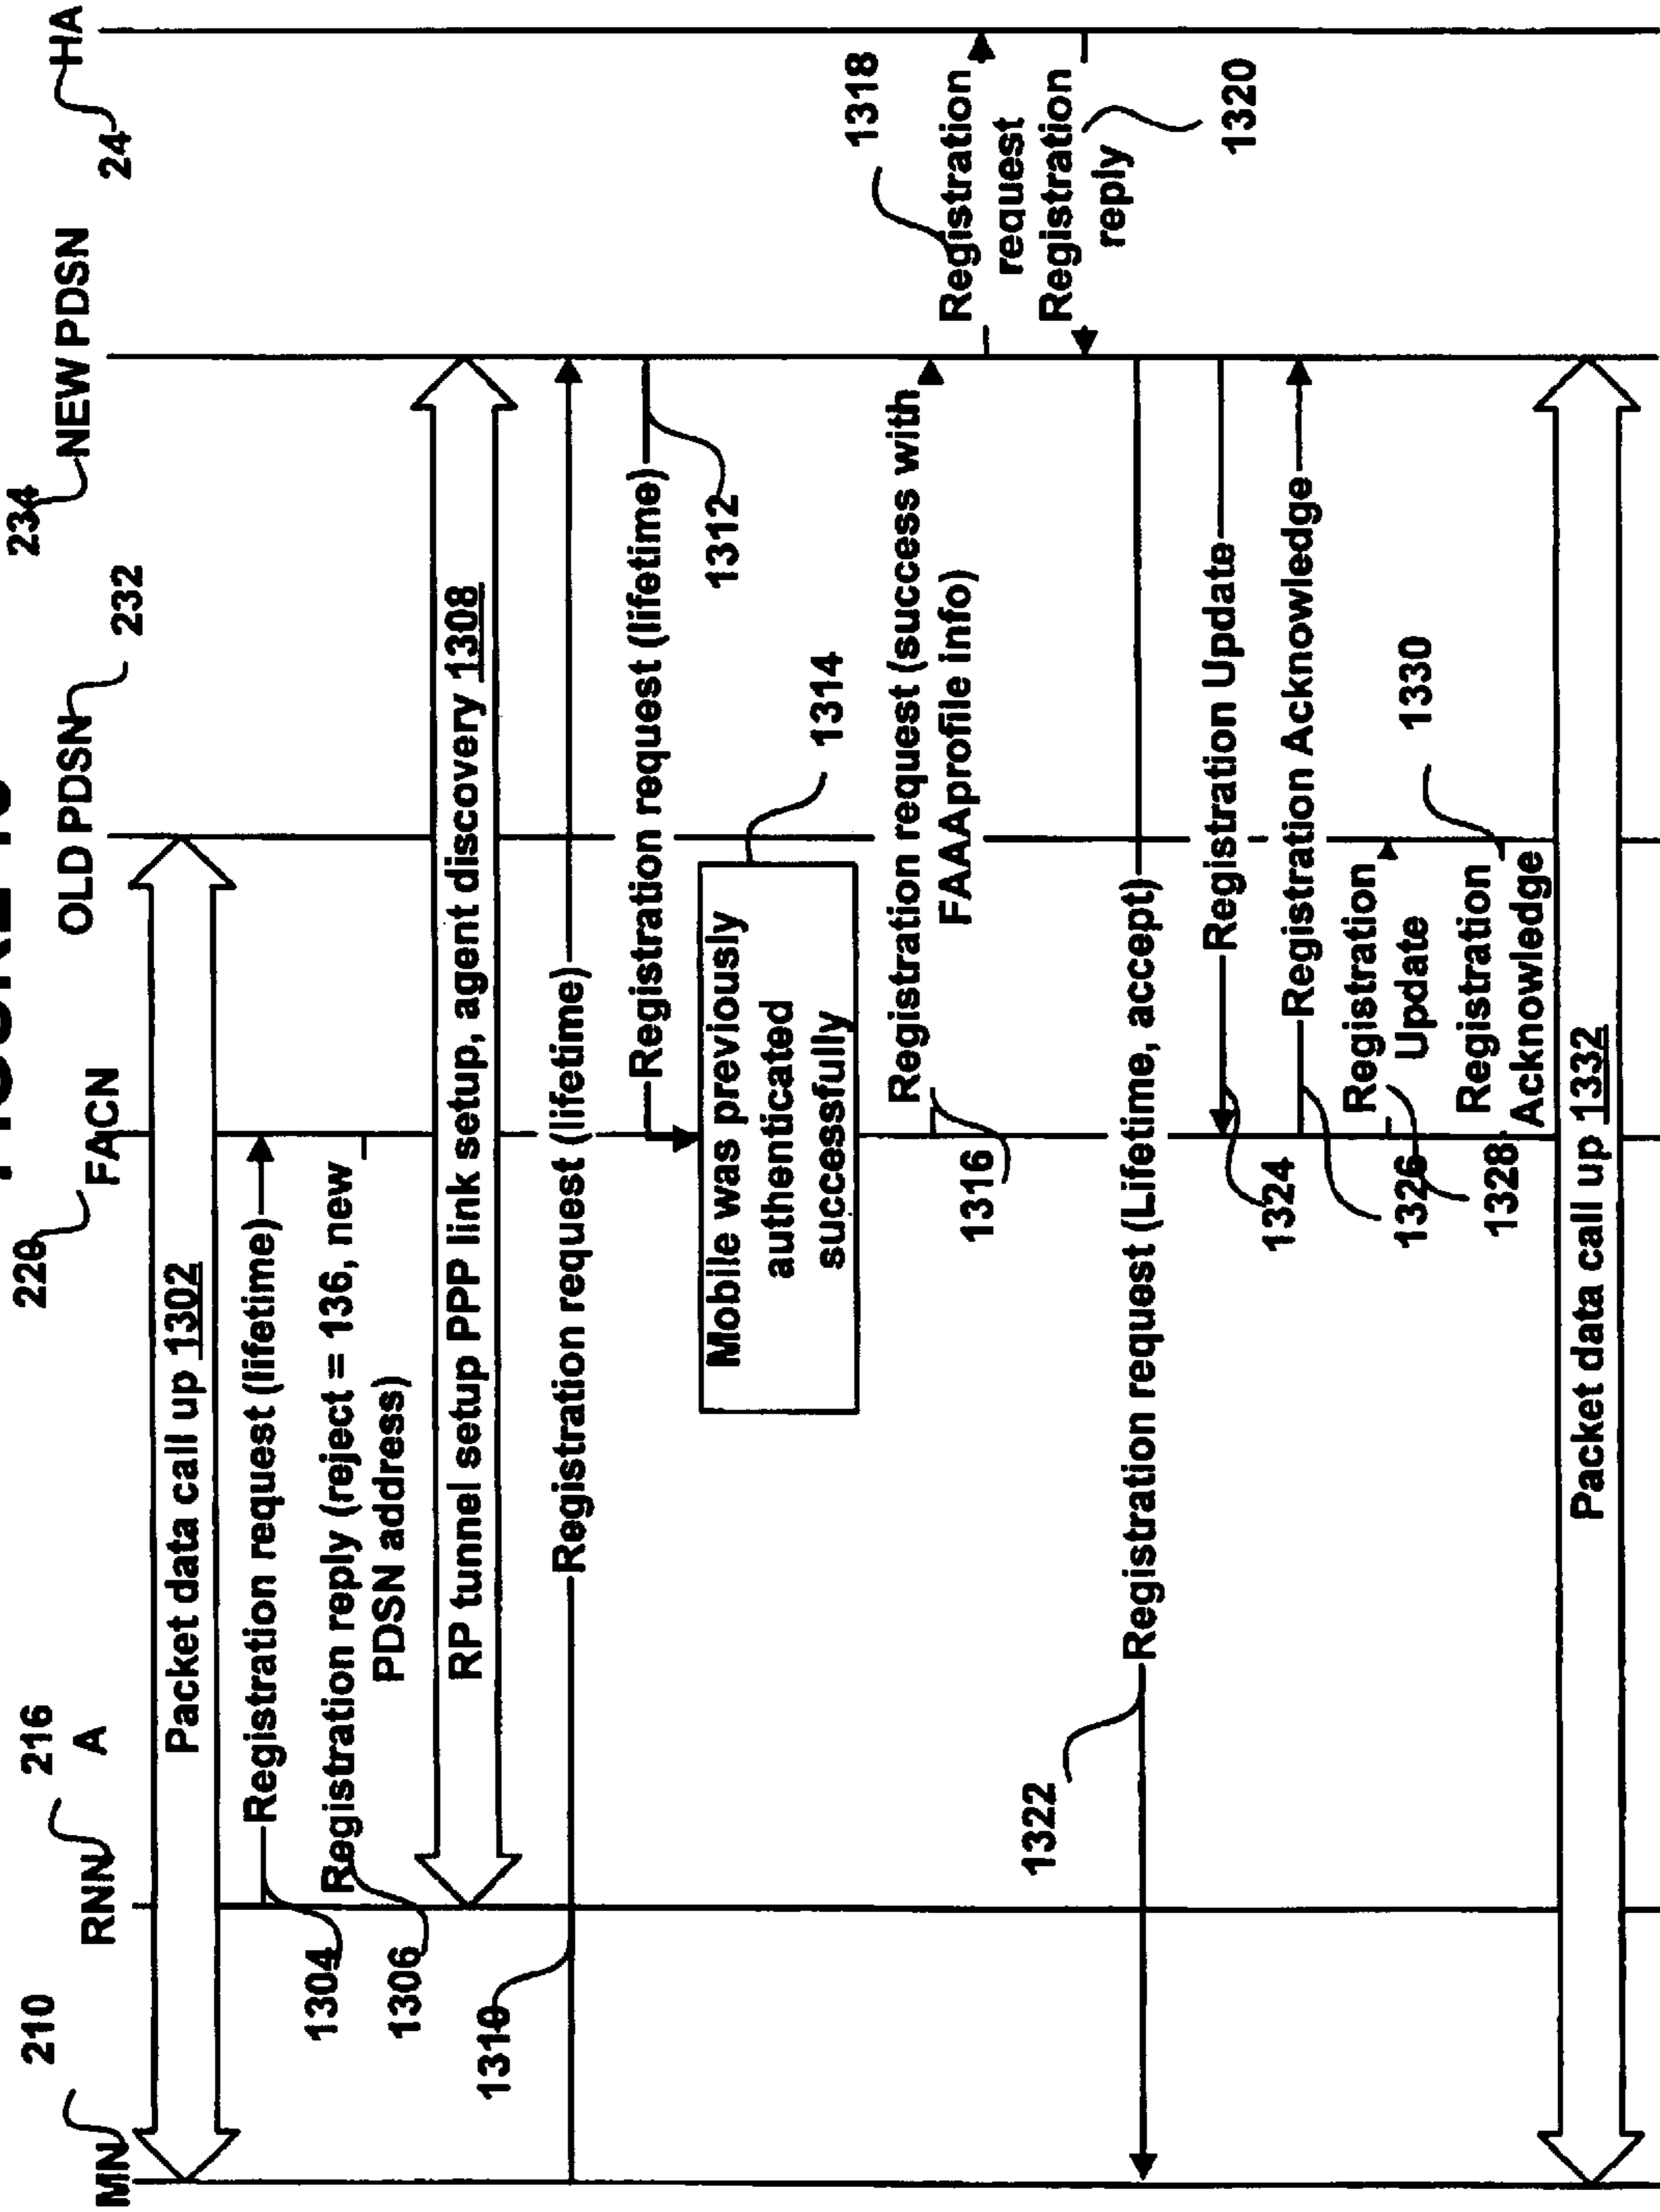 210
216
220
232
234
24
MN
RNN
A
FACN
OLD PDSN
NEW PDSN
HA
Packet data call up 1302
Registration request (lifetime)
1304
Registration reply (reject = 136, new
PDSN address)
1306
RP tunnel setup PPP link setup, agent discovery 1308
Registration request (lifetime)
1310
Registration request (lifetime)
1312
Mobile was previously
authenticated
successfully
1314
Registration request (success with
FAAAprofile info)
1316
1318
Registration
request
Registration
reply
1320
Registration request (Lifetime, accept)
1322
Registration Update
1324
Registration Acknowledge
1326
Registration
Update
1328
Registration
Acknowledge
1330
Packet data call up 1332